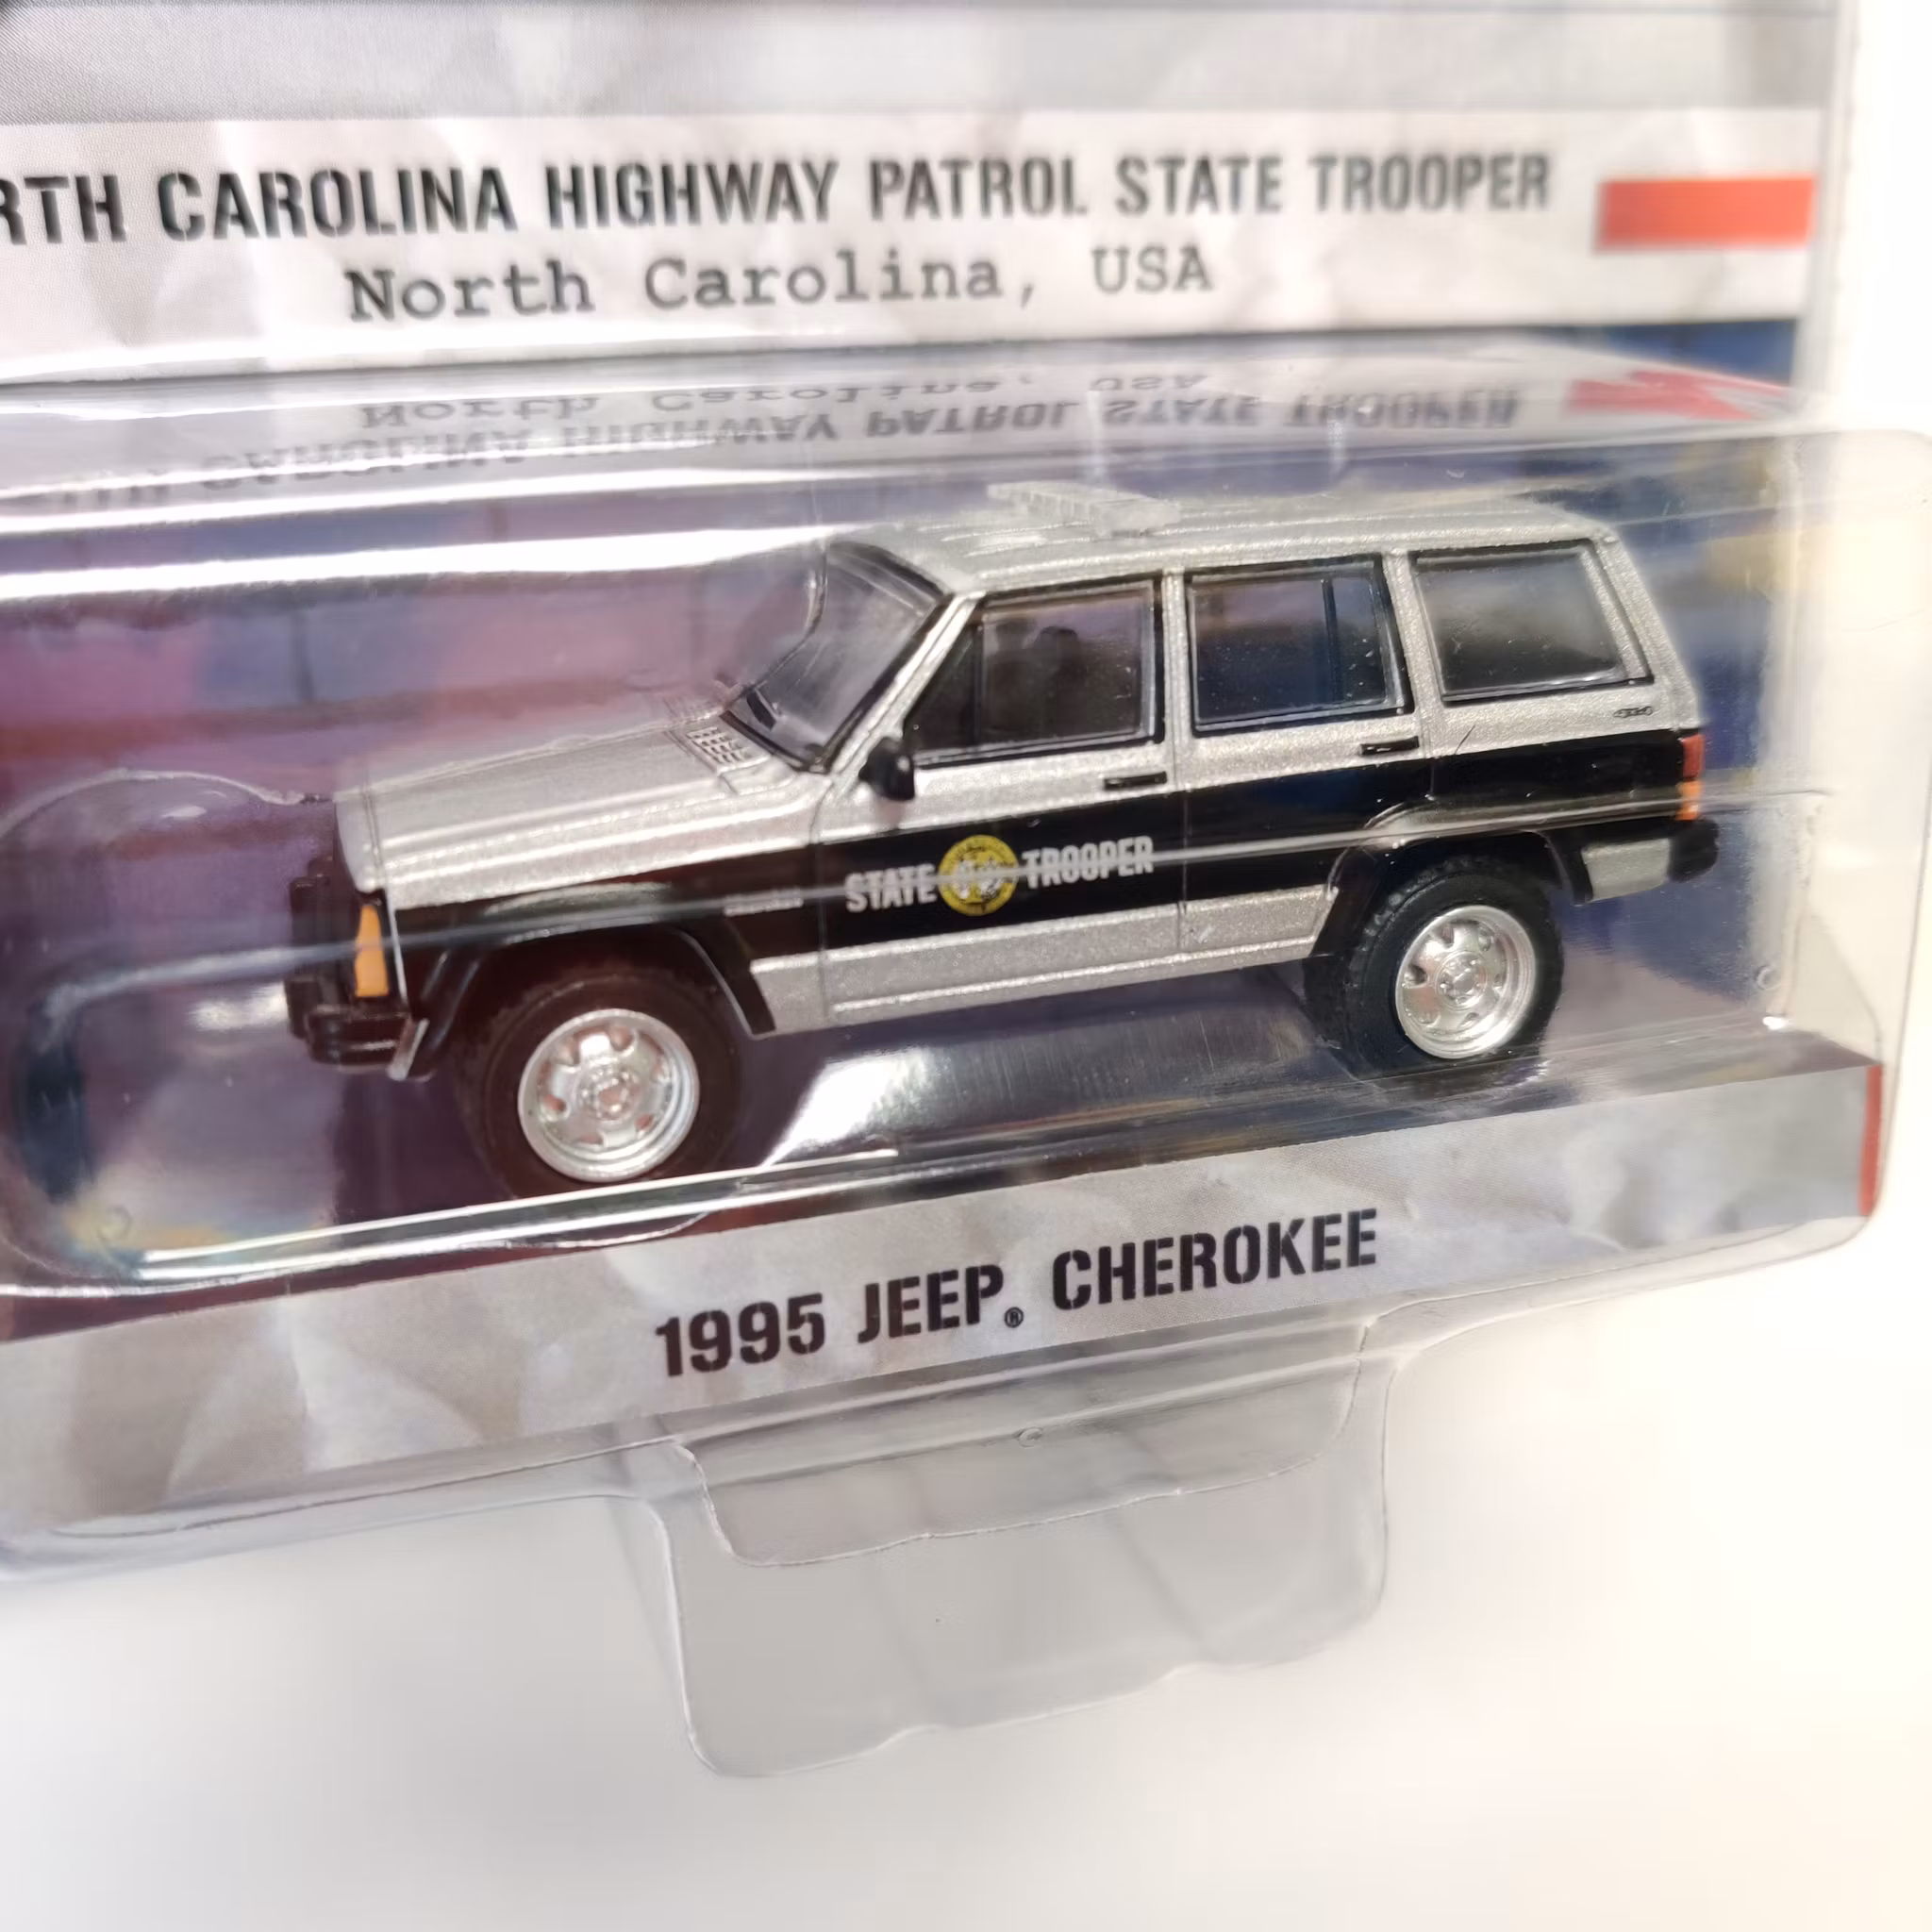 RTH CAROLINA HIGHWAY PATROL STATE TROOPER
North Carolina, USA
STATE TROOPER
1995 JEEP® CHEROKEE